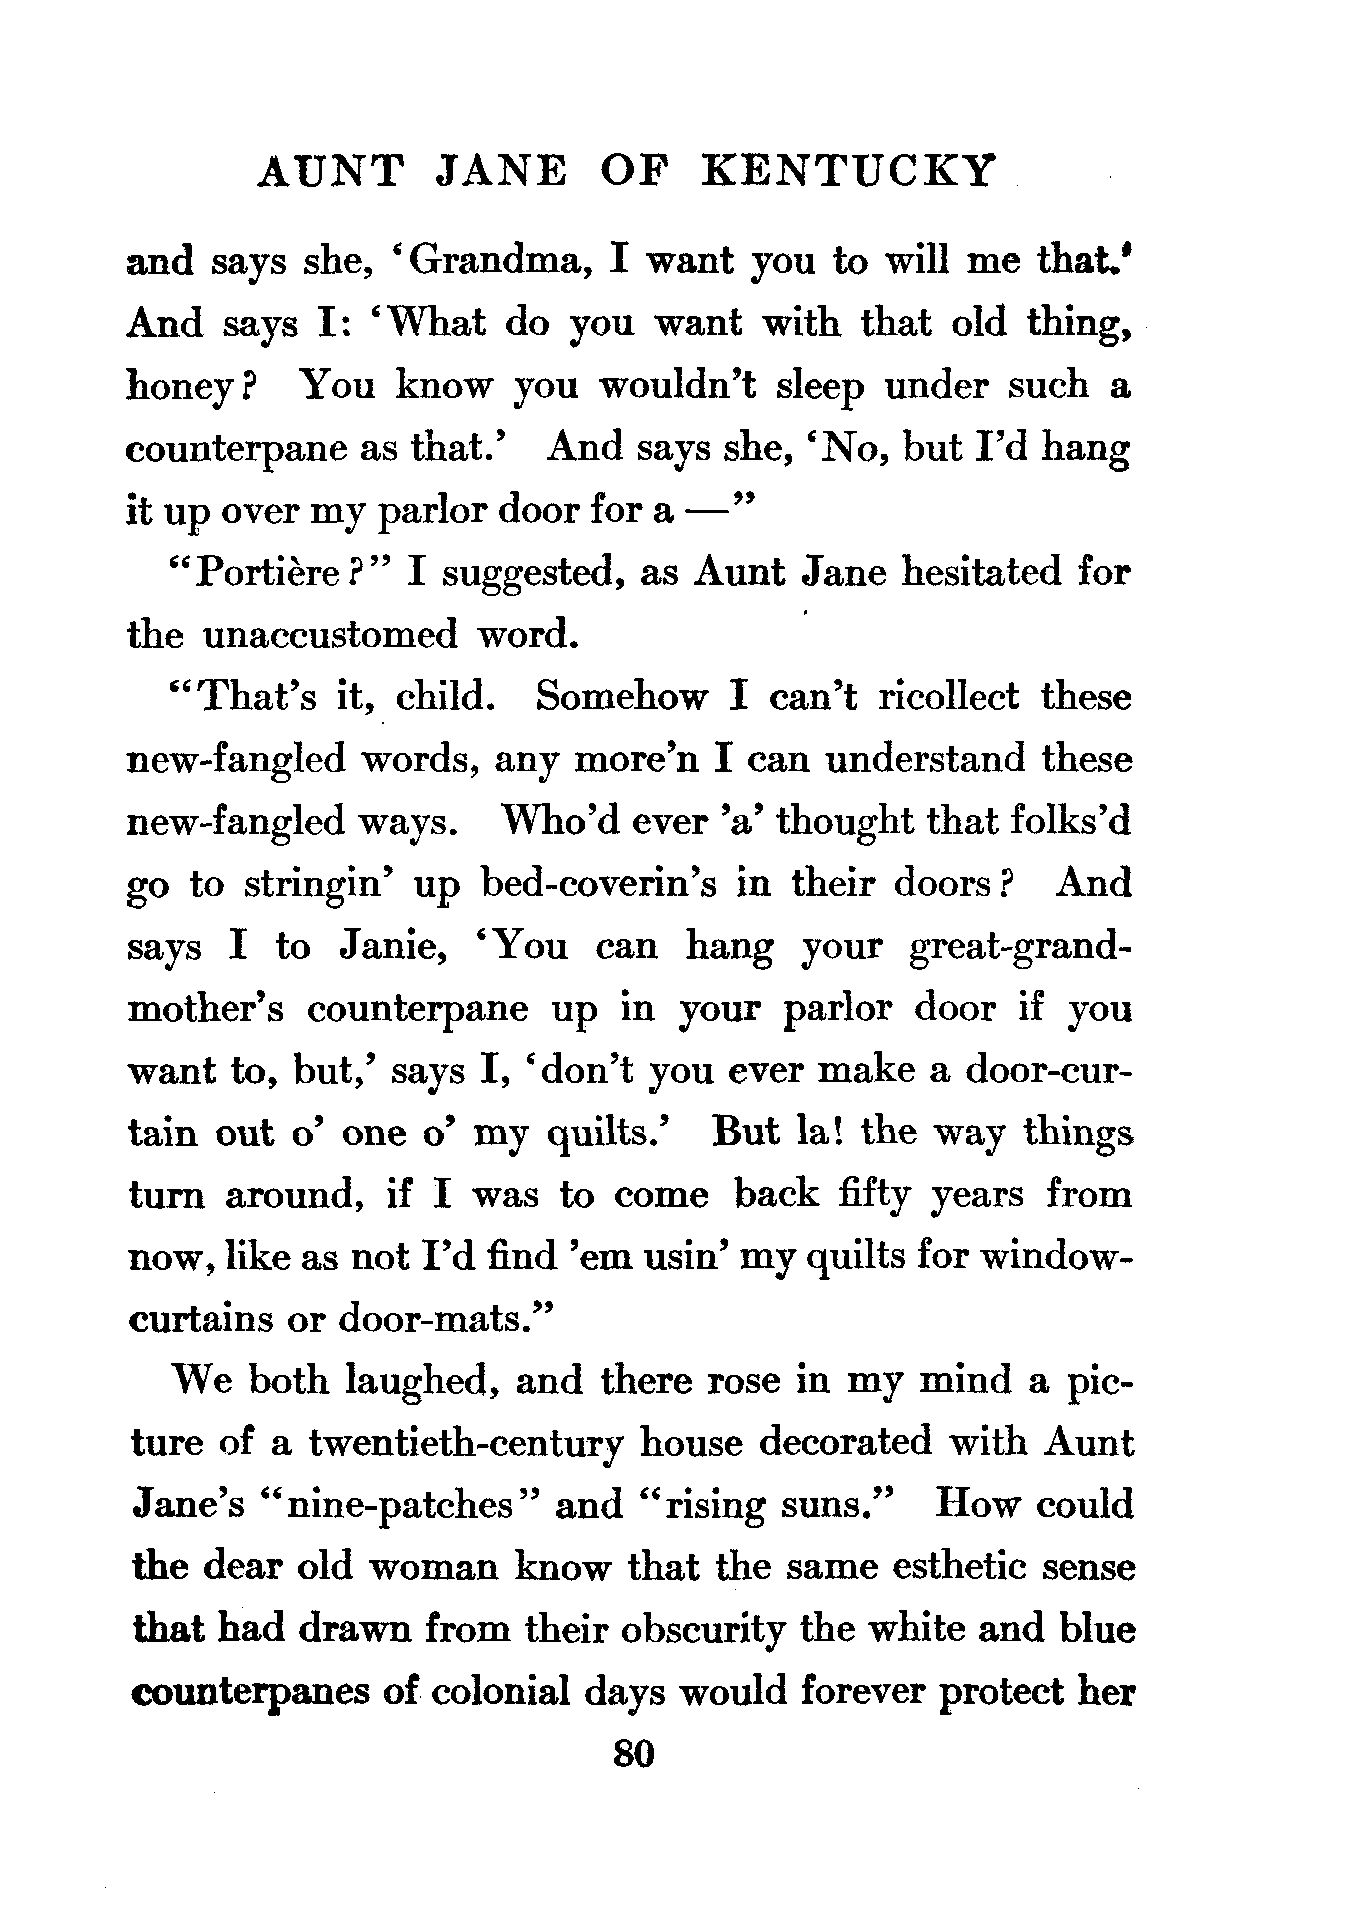 AUNT JANE OF KENTUCKY
and says she, ‘Grandma, I want you to will me that.’
And says I: ‘What do you want with that old thing,
honey? You know you wouldn’t sleep under such a
counterpane as that.’ And says she, ‘No, but I’d hang
it up over my parlor door for a —”
“Portière?” I suggested, as Aunt Jane hesitated for
the unaccustomed word.
“That’s it, child. Somehow I can’t ricollect these
new-fangled words, any more’n I can understand these
new-fangled ways. Who’d ever ’a’ thought that folks’d
go to stringin’ up bed-coverin’s in their doors? And
says I to Janie, ‘You can hang your great-grand-
mother’s counterpane up in your parlor door if you
want to, but,’ says I, ‘don’t you ever make a door-cur-
tain out o’ one o’ my quilts.’ But la! the way things
turn around, if I was to come back fifty years from
now, like as not I’d find ’em usin’ my quilts for window-
curtains or door-mats.”
We both laughed, and there rose in my mind a pic-
ture of a twentieth-century house decorated with Aunt
Jane’s “nine-patches” and “rising suns.” How could
the dear old woman know that the same esthetic sense
that had drawn from their obscurity the white and blue
counterpanes of colonial days would forever protect her
80